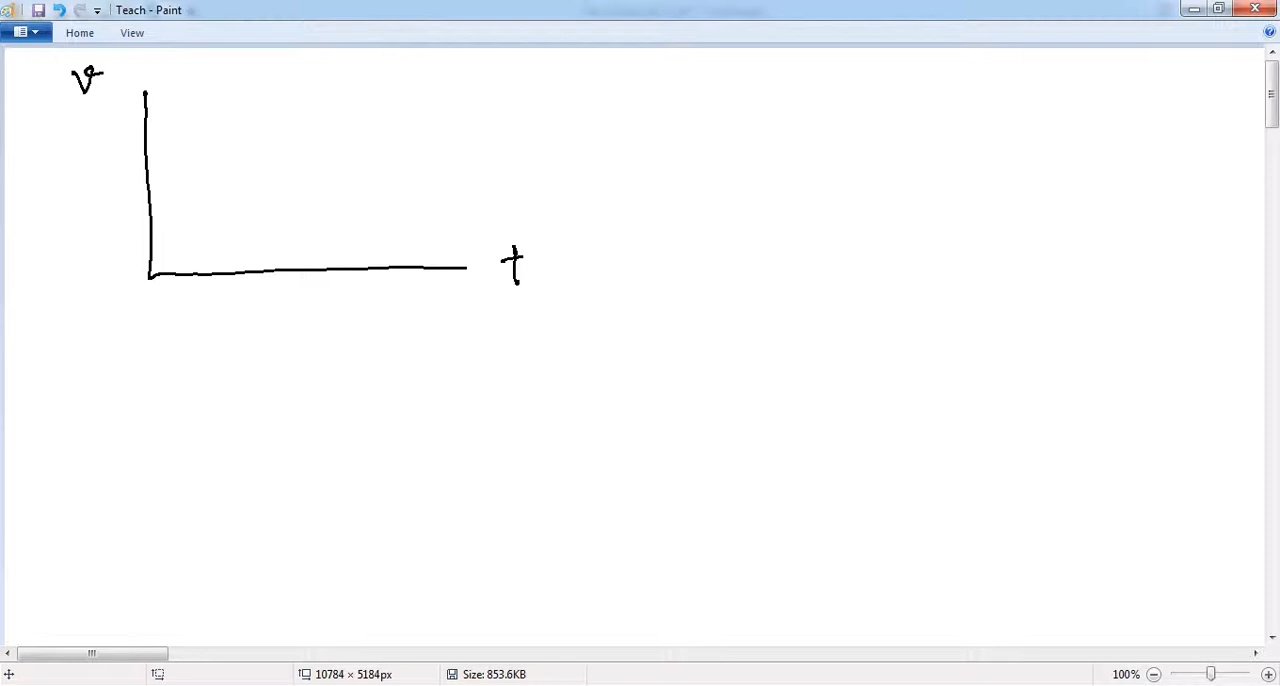 Teach - Paint
Home View
v
t
10784 × 5184px
Size: 853.6KB
100%